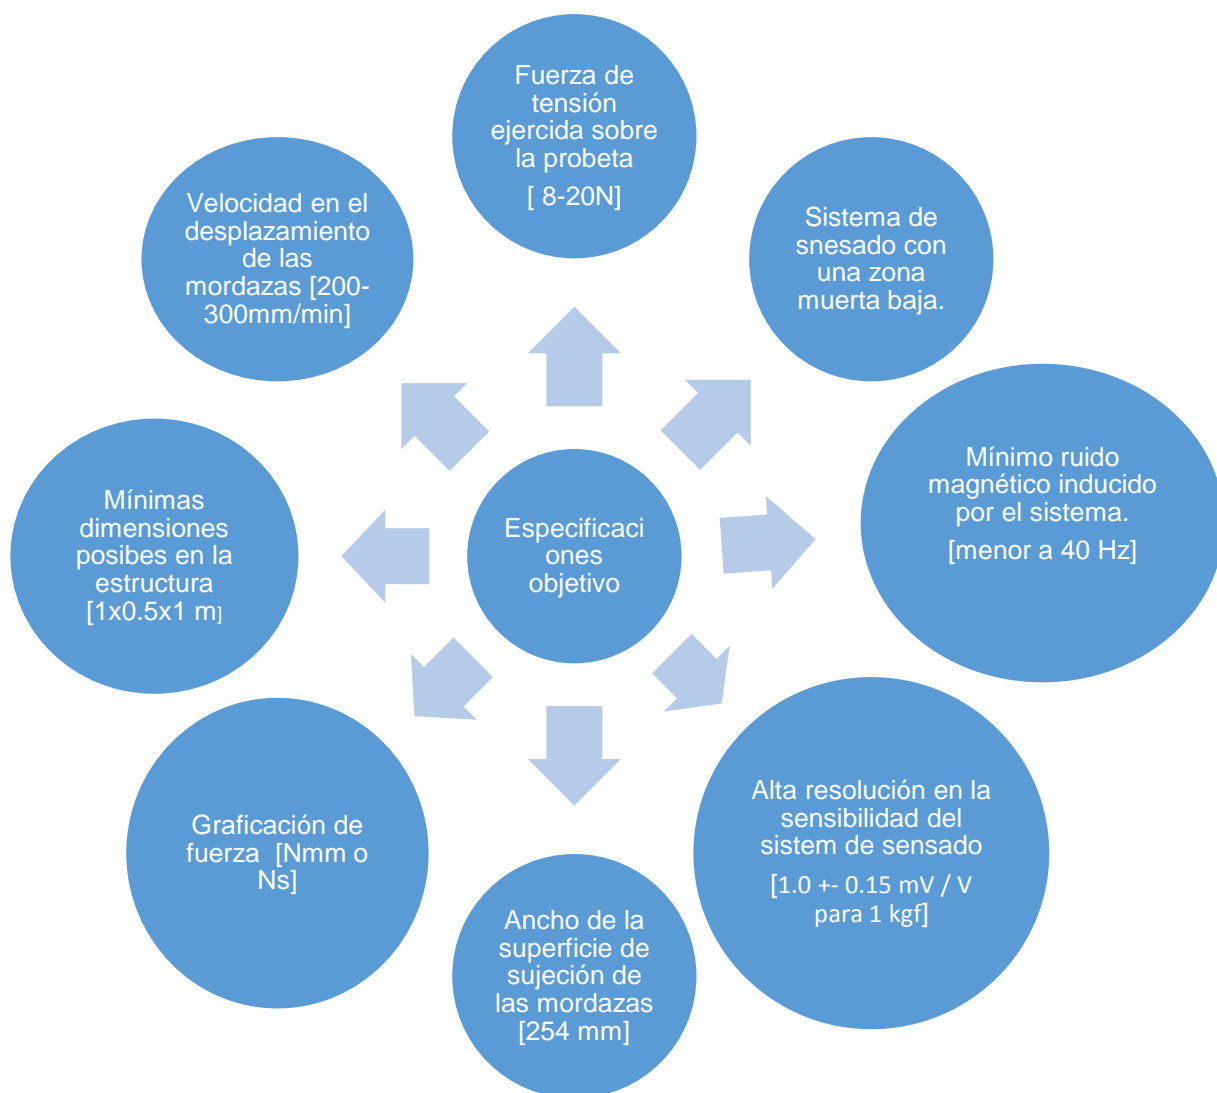 Fuerza de
tensión
ejercida sobre
la probeta
[ 8-20N]
Sistema de
snesado con
una zona
muerta baja.
Mínimo ruido
magnético inducido
por el sistema.
[menor a 40 Hz]
Alta resolución en la
sensibilidad del
sistem de sensado
[1.0 +- 0.15 mV / V
para 1 kgf]
Ancho de la
superficie de
sujeción de
las mordazas
[254 mm]
Graficación de
fuerza  [Nmm o
Ns]
Mínimas
dimensiones
posibes en la
estructura
[1x0.5x1 m]
Velocidad en el
desplazamiento
de las
mordazas [200-
300mm/min]
Especificaci
ones
objetivo